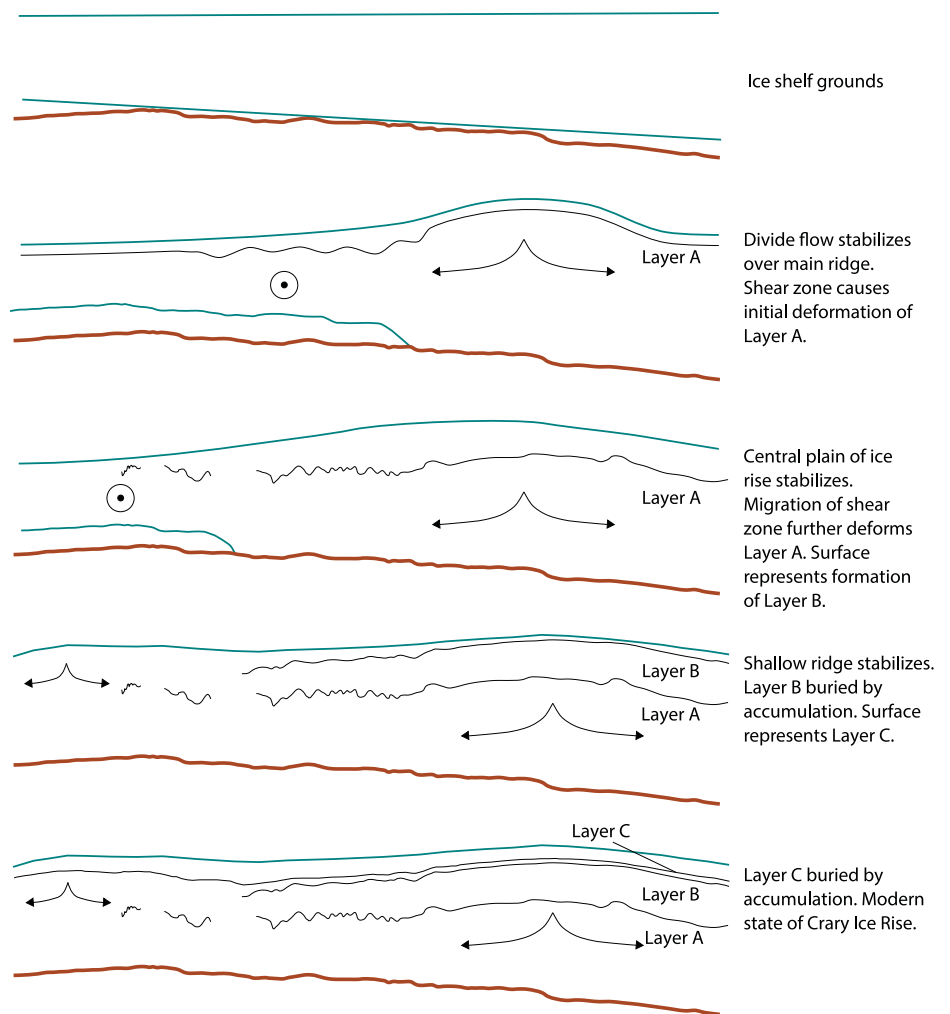 Ice shelf grounds
Layer A
Divide flow stabilizes
over main ridge.
Shear zone causes
initial deformation of
Layer A.
Layer A
Central plain of ice
rise stabilizes.
Migration of shear
zone further deforms
Layer A. Surface
represents formation
of Layer B.
Layer B
Layer A
Shallow ridge stabilizes.
Layer B buried by
accumulation. Surface
represents Layer C.
Layer C
Layer B
Layer A
Layer C buried by
accumulation. Modern
state of Crary Ice Rise.